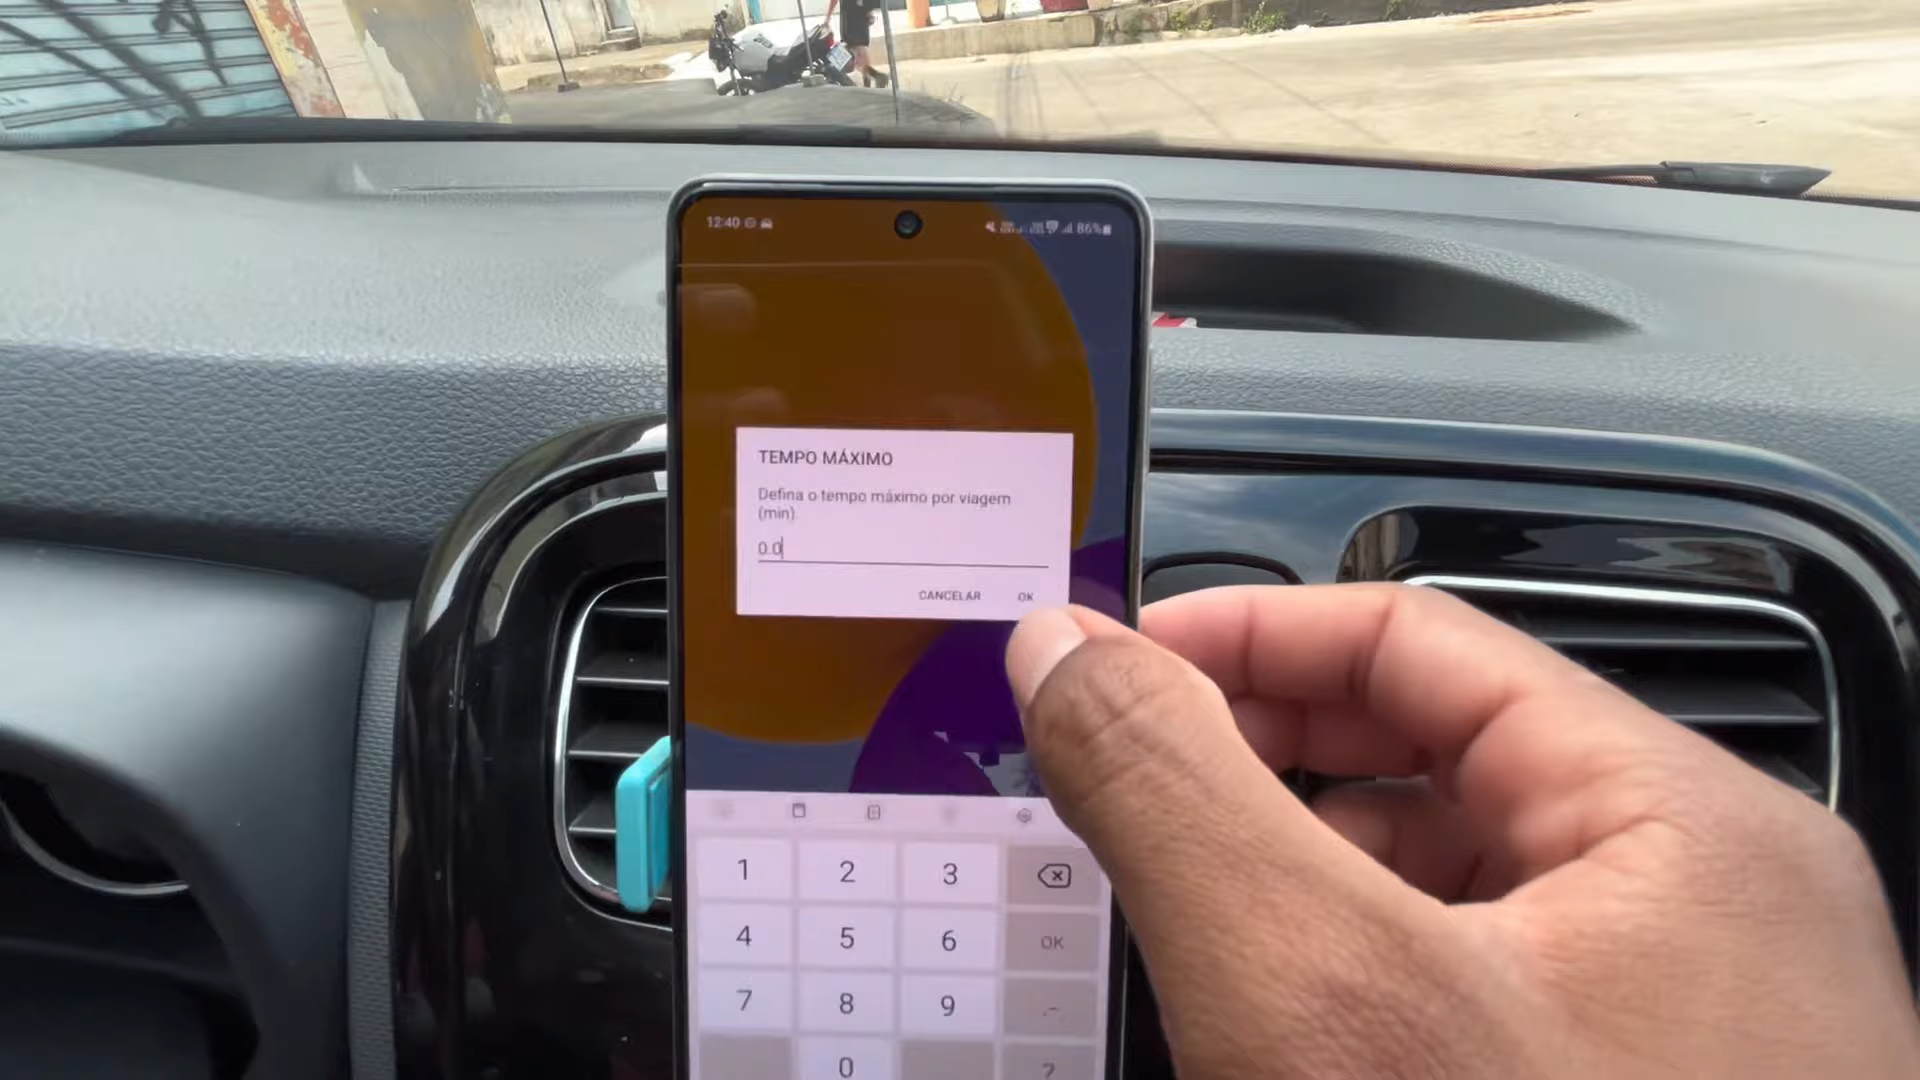 12:40
86%
TEMPO MÁXIMO
Defina o tempo máximo por viagem
(min)
0.0
CANCELAR OK
1 2 3
4 5 6 OK
7 8 9 .-
0